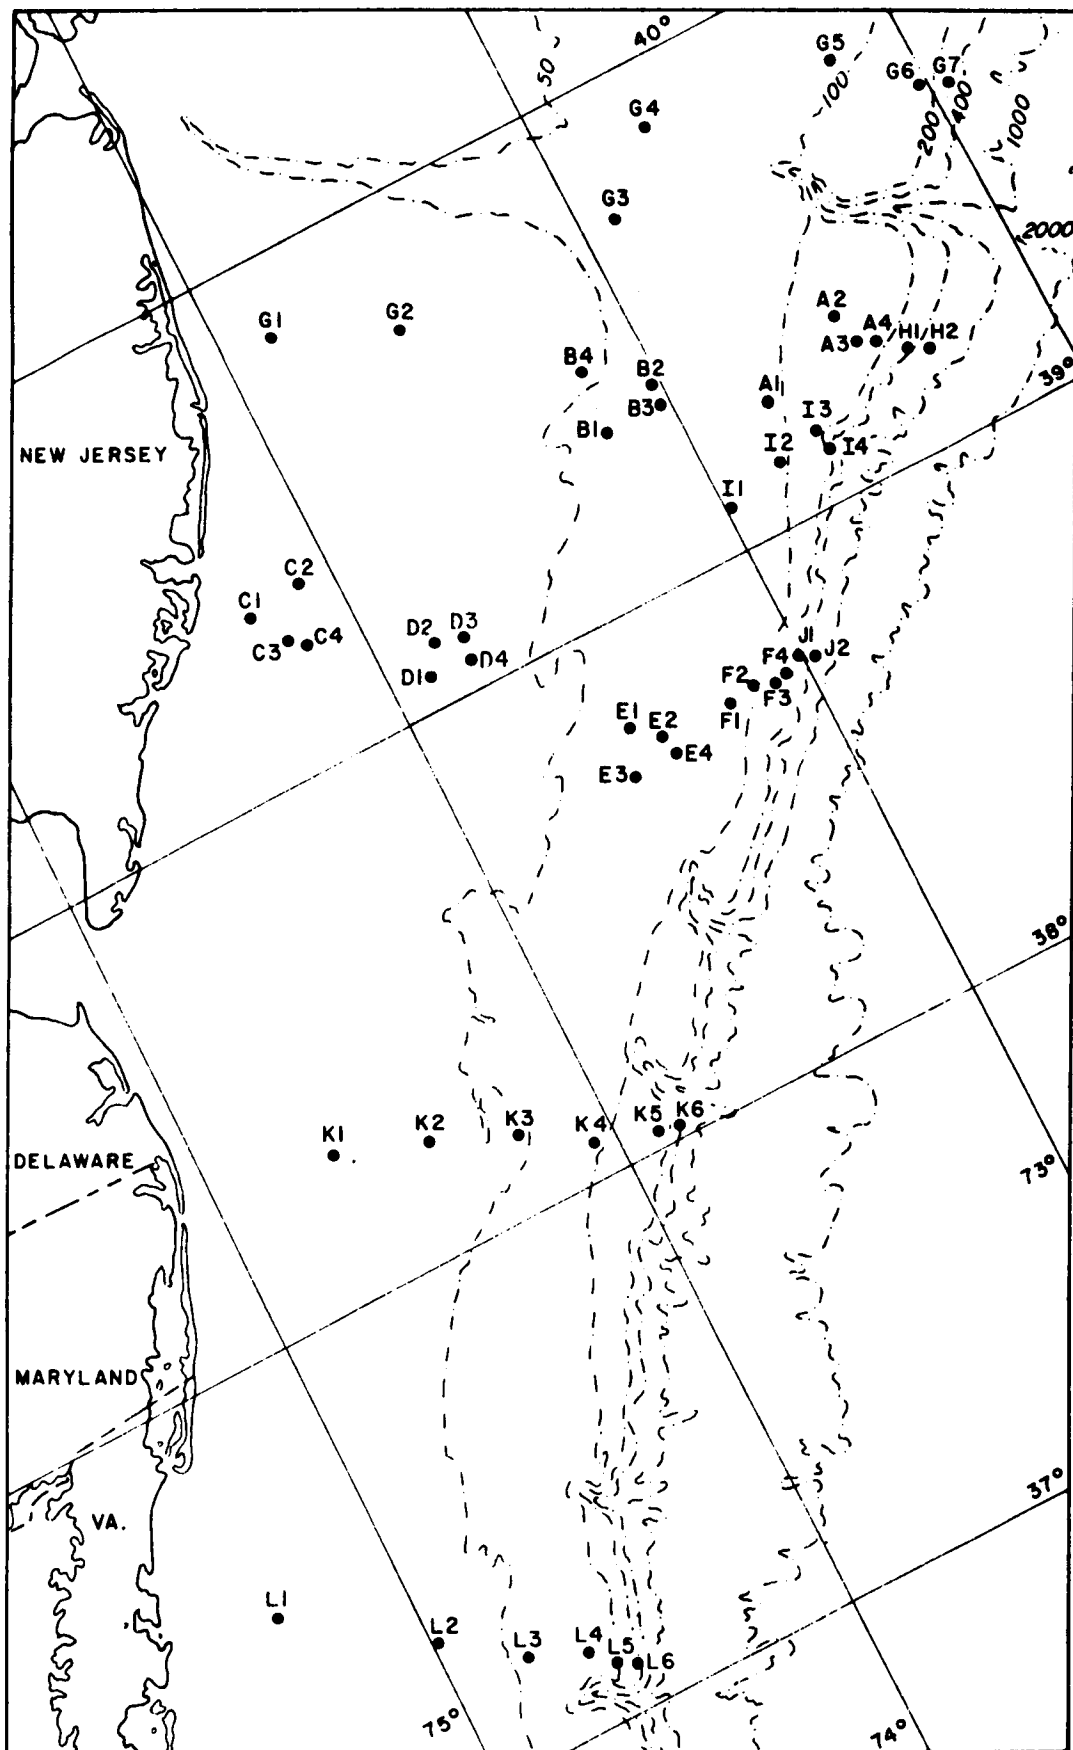 40°
G5
50
100
G6
G7
G4
200
400
1000
G3
2000
A2
G1
G2
A3
A4
H1
H2
B4
B2
39°
B3
A1
B1
I3
NEW JERSEY
I2
I4
I1
C2
C1
D2
D3
J1
C3
C4
F4
J2
D1
D4
F2
F3
E1
E2
F1
E4
E3
38°
K1
K2
K3
K4
K5
K6
DELAWARE
73°
MARYLAND
37°
VA.
L1
L2
L3
L4
L5
L6
75°
74°